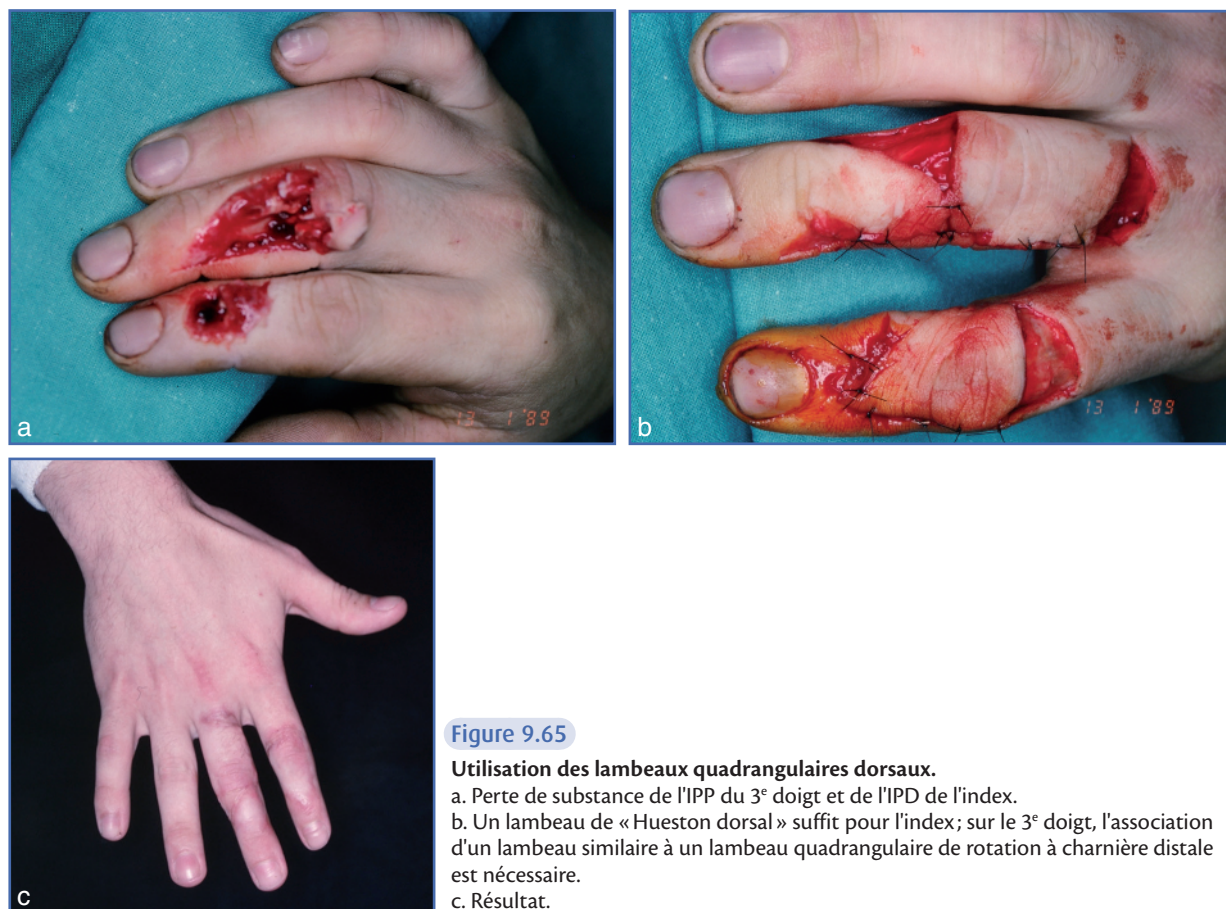 a
13 1'89
b
13 1'89
c
Figure 9.65
Utilisation des lambeaux quadrangulaires dorsaux.
a. Perte de substance de l'IPP du 3e doigt et de l'IPD de l'index.
b. Un lambeau de « Hueston dorsal » suffit pour l'index ; sur le 3e doigt, l'association
d'un lambeau similaire à un lambeau quadrangulaire de rotation à charnière distale
est nécessaire.
c. Résultat.